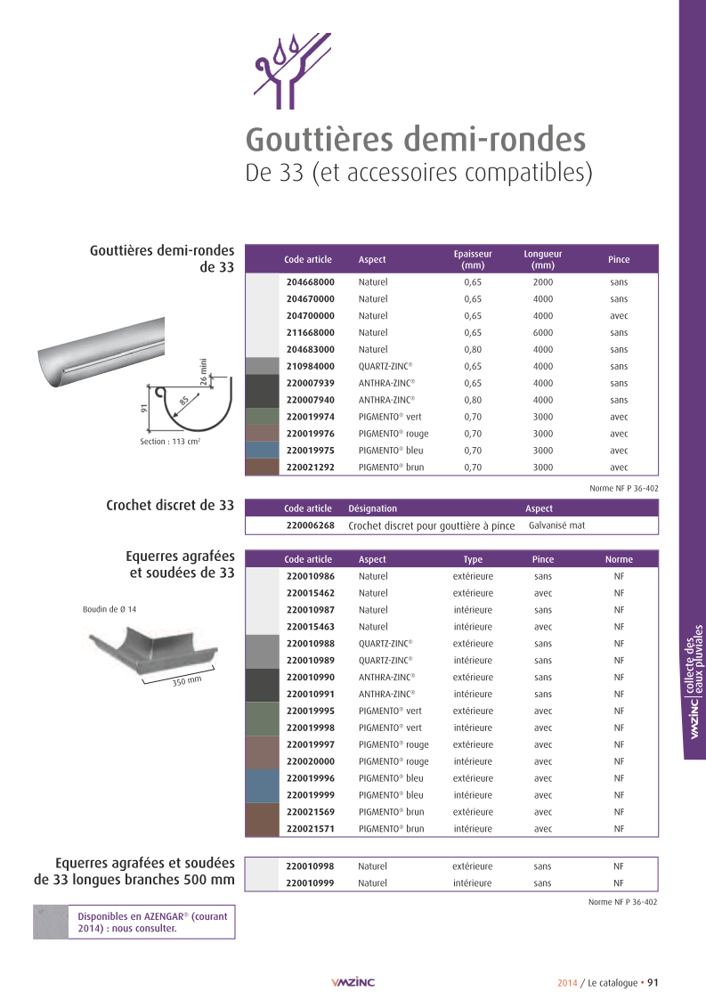 Gouttières demi-rondes
De 33 (et accessoires compatibles)
Gouttières demi-rondes
de 33
26 mini
91
85
Section : 113 cm²
Code article Aspect Epaisseur (mm) Longueur (mm) Pince
204668000 Naturel 0,65 2000 sans
204670000 Naturel 0,65 4000 sans
204700000 Naturel 0,65 4000 avec
211668000 Naturel 0,65 6000 sans
204683000 Naturel 0,80 4000 sans
210984000 QUARTZ-ZINC® 0,65 4000 sans
220007939 ANTHRA-ZINC® 0,65 4000 sans
220007940 ANTHRA-ZINC® 0,80 4000 sans
220019974 PIGMENTO® vert 0,70 3000 avec
220019976 PIGMENTO® rouge 0,70 3000 avec
220019975 PIGMENTO® bleu 0,70 3000 avec
220021292 PIGMENTO® brun 0,70 3000 avec
Norme NF P 36-402
Crochet discret de 33
Code article Désignation Aspect
220006268 Crochet discret pour gouttière à pince Galvanisé mat
Equerres agrafées
et soudées de 33
Boudin de Ø 14
350 mm
Code article Aspect Type Pince Norme
220010986 Naturel extérieure sans NF
220015462 Naturel extérieure avec NF
220010987 Naturel intérieure sans NF
220015463 Naturel intérieure avec NF
220010988 QUARTZ-ZINC® extérieure sans NF
220010989 QUARTZ-ZINC® intérieure sans NF
220010990 ANTHRA-ZINC® extérieure sans NF
220010991 ANTHRA-ZINC® intérieure sans NF
220019995 PIGMENTO® vert extérieure avec NF
220019998 PIGMENTO® vert intérieure avec NF
220019997 PIGMENTO® rouge extérieure avec NF
220020000 PIGMENTO® rouge intérieure avec NF
220019996 PIGMENTO® bleu extérieure avec NF
220019999 PIGMENTO® bleu intérieure avec NF
220021569 PIGMENTO® brun extérieure avec NF
220021571 PIGMENTO® brun intérieure avec NF
Equerres agrafées et soudées
de 33 longues branches 500 mm
220010998 Naturel extérieure sans NF
220010999 Naturel intérieure sans NF
Norme NF P 36-402
Disponibles en AZENGAR® (courant
2014) : nous consulter.
VMZINC
collecte des
eaux pluviales
VMZINC
2014 / Le catalogue • 91